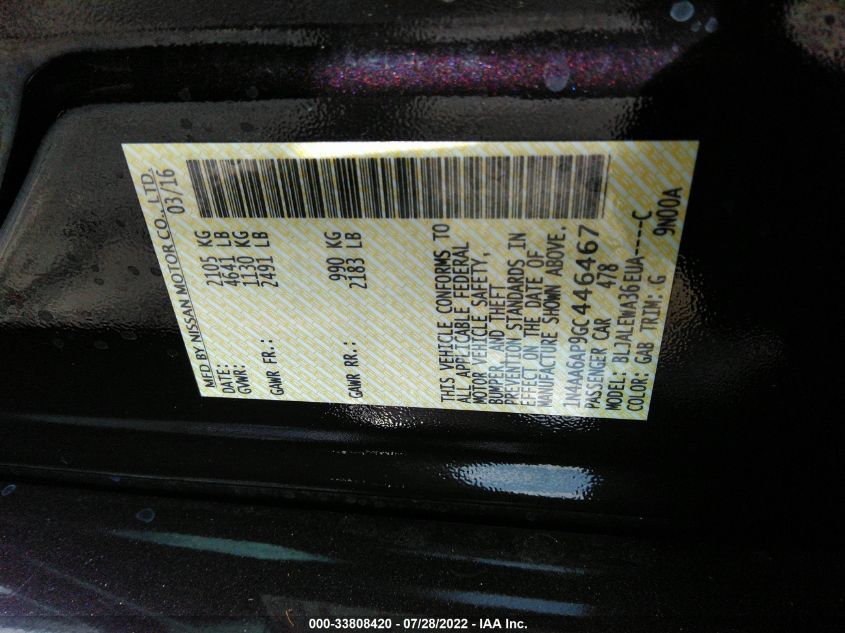 MFD BY NISSAN MOTOR CO., LTD.
DATE: 03/16
GVWR: 2105 KG
4641 LB
GAWR FR.: 1130 KG
2491 LB
GAWR RR.: 990 KG
2183 LB
THIS VEHICLE CONFORMS TO
ALL APPLICABLE FEDERAL
MOTOR VEHICLE SAFETY,
BUMPER, AND THEFT
PREVENTION STANDARDS IN
EFFECT ON THE DATE OF
MANUFACTURE SHOWN ABOVE.
1N4AA6AP9GC446467
PASSENGER CAR 478
MODEL: BLJALEWA36EUA----C
COLOR: GAB TRIM: G 9N00A
000-33808420 - 07/28/2022 - IAA Inc.